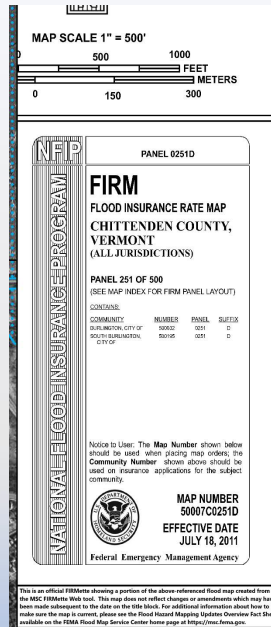 MAP SCALE 1" = 500'
0 500 1000
FEET
METERS
0 150 300
NFIP
PANEL 0251D
NATIONAL FLOOD INSURANCE PROGRAM
FIRM
FLOOD INSURANCE RATE MAP
CHITTENDEN COUNTY,
VERMONT
(ALL JURISDICTIONS)
PANEL 251 OF 500
(SEE MAP INDEX FOR FIRM PANEL LAYOUT)
CONTAINS:
COMMUNITY NUMBER PANEL SUFFIX
BURLINGTON, CITY OF 500032 0251 D
SOUTH BURLINGTON, 500195 0251 D
CITY OF
Notice to User: The Map Number shown below
should be used when placing map orders; the
Community Number shown above should be
used on insurance applications for the subject
community.
MAP NUMBER
50007C0251D
EFFECTIVE DATE
JULY 18, 2011
Federal Emergency Management Agency
This is an official FIRMette showing a portion of the above-referenced flood map created from
the MSC FIRMette Web tool. This map does not reflect changes or amendments which may have
been made subsequent to the date on the title block. For additional information about how to
make sure the map is current, please see the Flood Hazard Mapping Updates Overview Fact She
available on the FEMA Flood Map Service Center home page at https://msc.fema.gov.